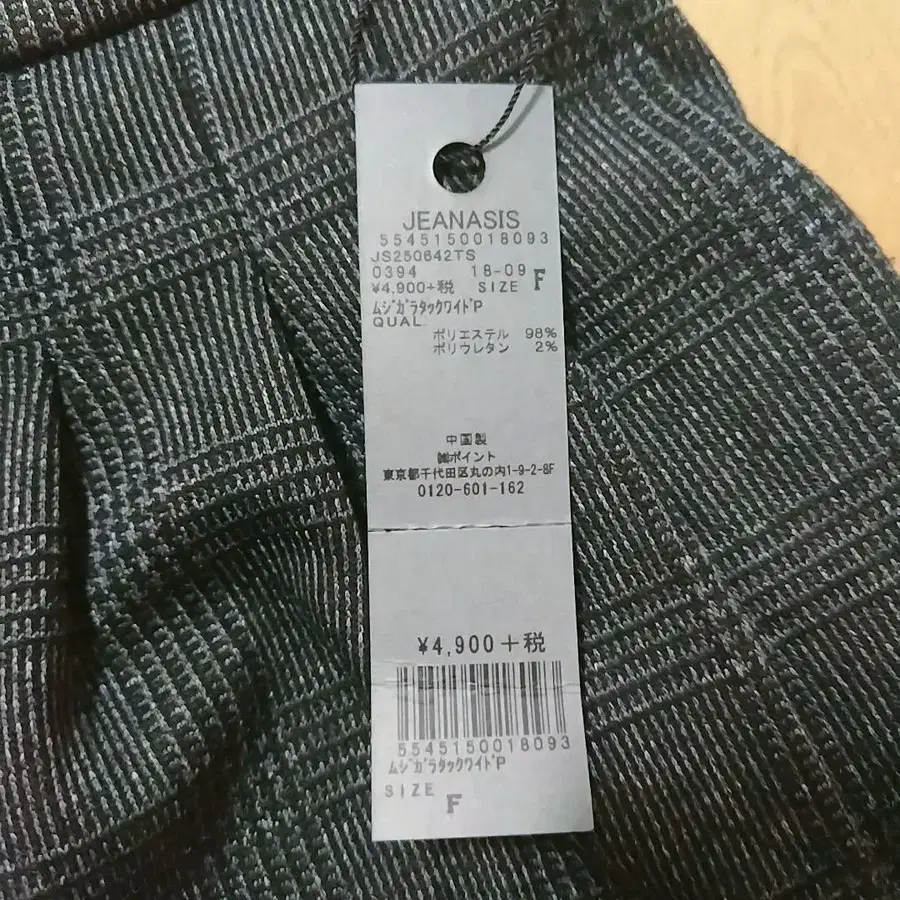 JEANASIS
5545150018093
JS250642TS
0394 18-09 F
¥4,900+税 SIZE
ﾑｼﾞｶﾞﾗﾀｯｸﾜｲﾄﾞP
QUAL.
ポリエステル 98%
ポリウレタン 2%
中国製
㈱ポイント
東京都千代田区丸の内1-9-2-8F
0120-601-162
¥4,900+税
5545150018093
ﾑｼﾞｶﾞﾗﾀｯｸﾜｲﾄﾞP
SIZE F